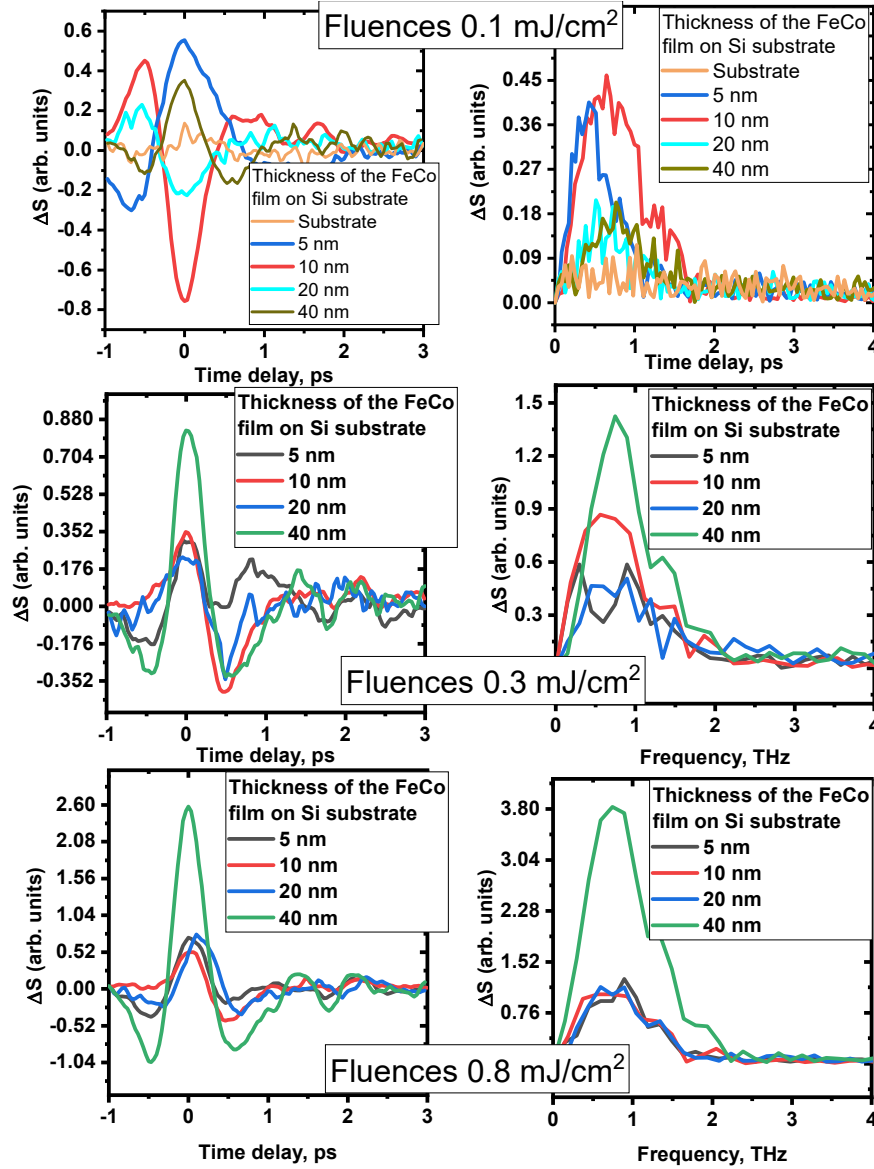 Fluences 0.1 mJ/cm²
0.6
0.4
0.2
0.0
-0.2
-0.4
-0.6
-0.8
ΔS (arb. units)
Thickness of the FeCo
film on Si substrate
Substrate
5 nm
10 nm
20 nm
40 nm
-1
0
1
2
3
Time delay, ps
0.45
0.36
0.27
0.18
0.09
0.00
ΔS (arb. units)
Thickness of the FeCo
film on Si substrate
Substrate
5 nm
10 nm
20 nm
40 nm
0
1
2
3
4
Time delay, ps
0.880
0.704
0.528
0.352
0.176
0.000
-0.176
-0.352
ΔS (arb. units)
Thickness of the FeCo
film on Si substrate
5 nm
10 nm
20 nm
40 nm
-1
0
1
2
3
Time delay, ps
1.5
1.2
0.9
0.6
0.3
ΔS (arb. units)
Thickness of the FeCo
film on Si substrate
5 nm
10 nm
20 nm
40 nm
0
1
2
3
4
Frequency, THz
Fluences 0.3 mJ/cm²
2.60
2.08
1.56
1.04
0.52
0.00
-0.52
-1.04
ΔS (arb. units)
Thickness of the FeCo
film on Si substrate
5 nm
10 nm
20 nm
40 nm
-1
0
1
2
3
Time delay, ps
3.80
3.04
2.28
1.52
0.76
ΔS (arb. units)
Thickness of the FeCo
film on Si substrate
5 nm
10 nm
20 nm
40 nm
0
1
2
3
4
Frequency, THz
Fluences 0.8 mJ/cm²